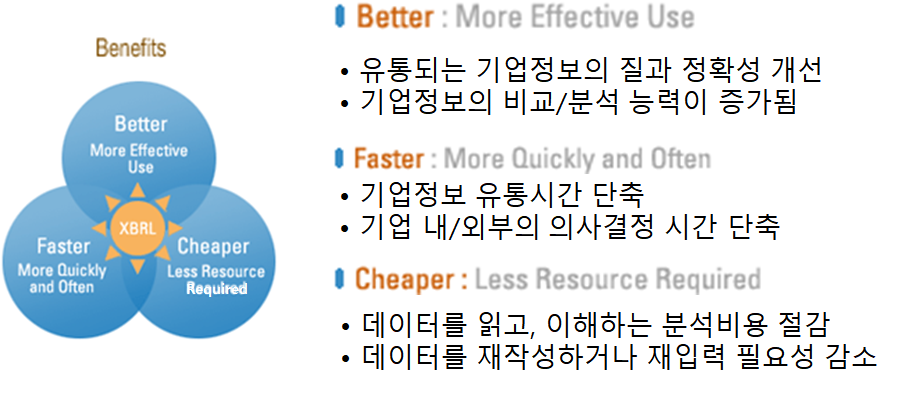 Benefits
Better
More Effective
Use
XBRL
Faster
More Quickly
and Often
Cheaper
Less Resource
Required
Better : More Effective Use
• 유통되는 기업정보의 질과 정확성 개선
• 기업정보의 비교/분석 능력이 증가됨
Faster : More Quickly and Often
• 기업정보 유통시간 단축
• 기업 내/외부의 의사결정 시간 단축
Cheaper : Less Resource Required
• 데이터를 읽고, 이해하는 분석비용 절감
• 데이터를 재작성하거나 재입력 필요성 감소